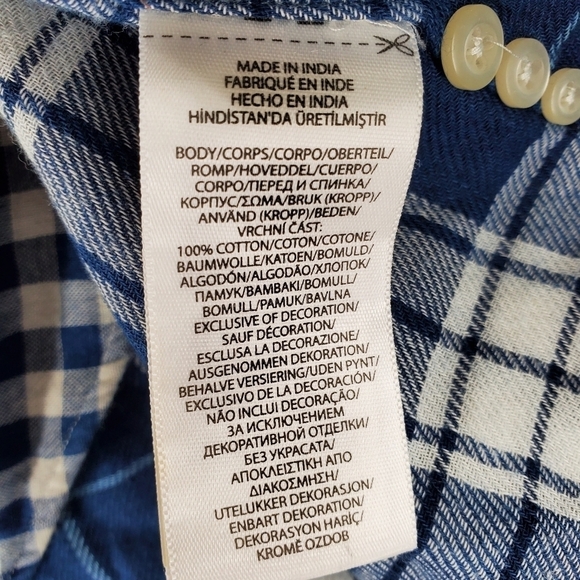 MADE IN INDIA
FABRIQUÉ EN INDE
HECHO EN INDIA
HİNDİSTAN'DA ÜRETİLMİŞTİR
BODY/CORPS/CORPO/OBERTEIL/
ROMP/HOVEDDEL/CUERPO/
CORPO/ПЕРЕД И СПИНКА/
КОРПУС/ΣΩΜΑ/BRUK (KROPP)/
ANVÄND (KROPP)/BEDEN/
VRCHNÍ ČÁST:
100% COTTON/COTON/COTONE/
BAUMWOLLE/KATOEN/BOMULD/
ALGODÓN/ALGODÃO/ХЛОПОК/
ПАМУК/ΒΑΜΒΑΚΙ/BOMULL/
BOMULL/PAMUK/BAVLNA
EXCLUSIVE OF DECORATION/
SAUF DÉCORATION/
ESCLUSA LA DECORAZIONE/
AUSGENOMMEN DEKORATION/
BEHALVE VERSIERING/UDEN PYNT/
EXCLUSIVO DE LA DECORACIÓN/
NÃO INCLUI DECORAÇÃO/
ЗА ИСКЛЮЧЕНИЕМ
ДЕКОРАТИВНОЙ ОТДЕЛКИ/
БЕЗ УКРАСАТА/
ΑΠΟΚΛΕΙΣΤΙΚΗ ΑΠΟ
ΔΙΑΚΟΣΜΗΣΗ/
UTELUKKER DEKORASJON/
ENBART DEKORATION/
DEKORASYON HARİÇ/
KROMĚ OZDOB